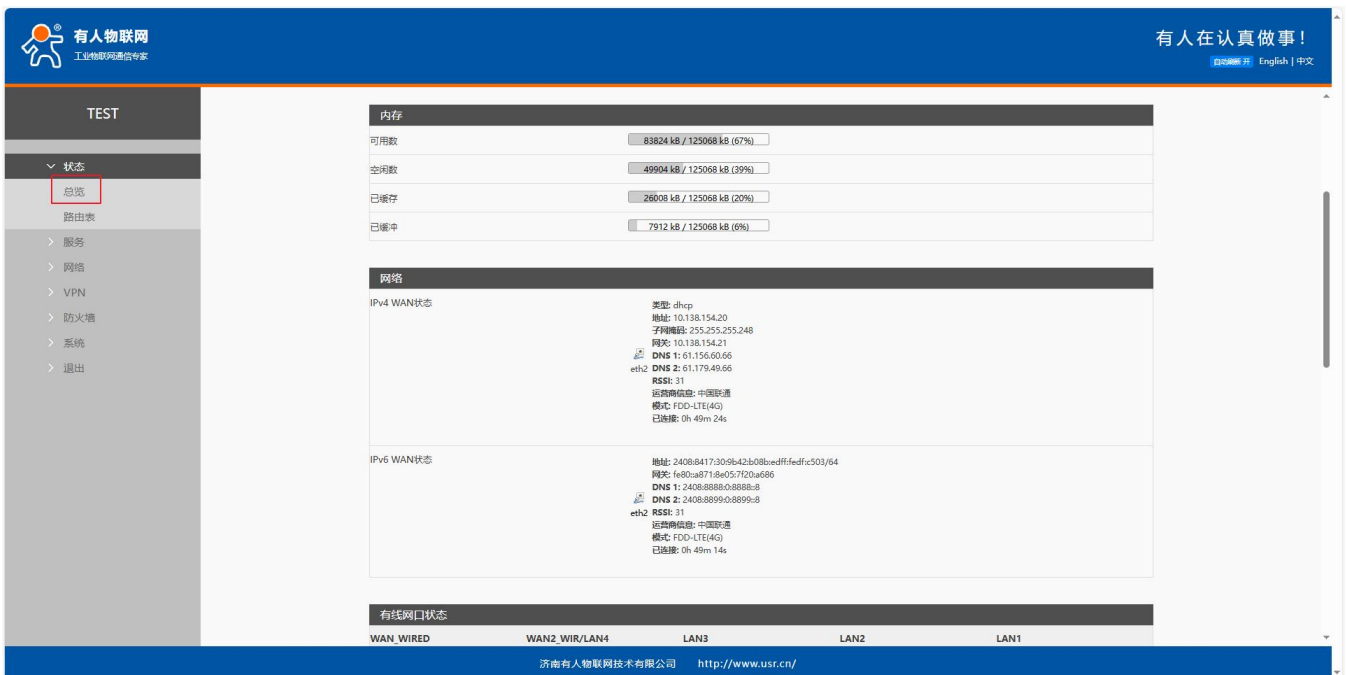 有人物联网
工业物联网通信专家
有人在认真做事！
自动刷新 开 English | 中文
TEST
状态
总览
路由表
服务
网络
VPN
防火墙
系统
退出
内存
可用数 83824 kB / 125068 kB (67%)
空闲数 49904 kB / 125068 kB (39%)
已缓存 26008 kB / 125068 kB (20%)
已缓冲 7912 kB / 125068 kB (6%)
网络
IPv4 WAN状态
类型: dhcp
地址: 10.138.154.20
子网掩码: 255.255.255.248
网关: 10.138.154.21
DNS 1: 61.156.60.66
eth2 DNS 2: 61.179.49.66
RSSI: 31
运营商信息: 中国联通
模式: FDD-LTE(4G)
已连接: 0h 49m 24s
IPv6 WAN状态
地址: 2408:8417:30:9b42:b08b:edff:fedf:c503/64
网关: fe80::a871:8e05:7f20:a686
DNS 1: 2408:8888:0:8888::8
DNS 2: 2408:8899:0:8899::8
eth2 RSSI: 31
运营商信息: 中国联通
模式: FDD-LTE(4G)
已连接: 0h 49m 14s
有线网口状态
WAN_WIRED WAN2_WIR/LAN4 LAN3 LAN2 LAN1
济南有人物联网技术有限公司 http://www.usr.cn/